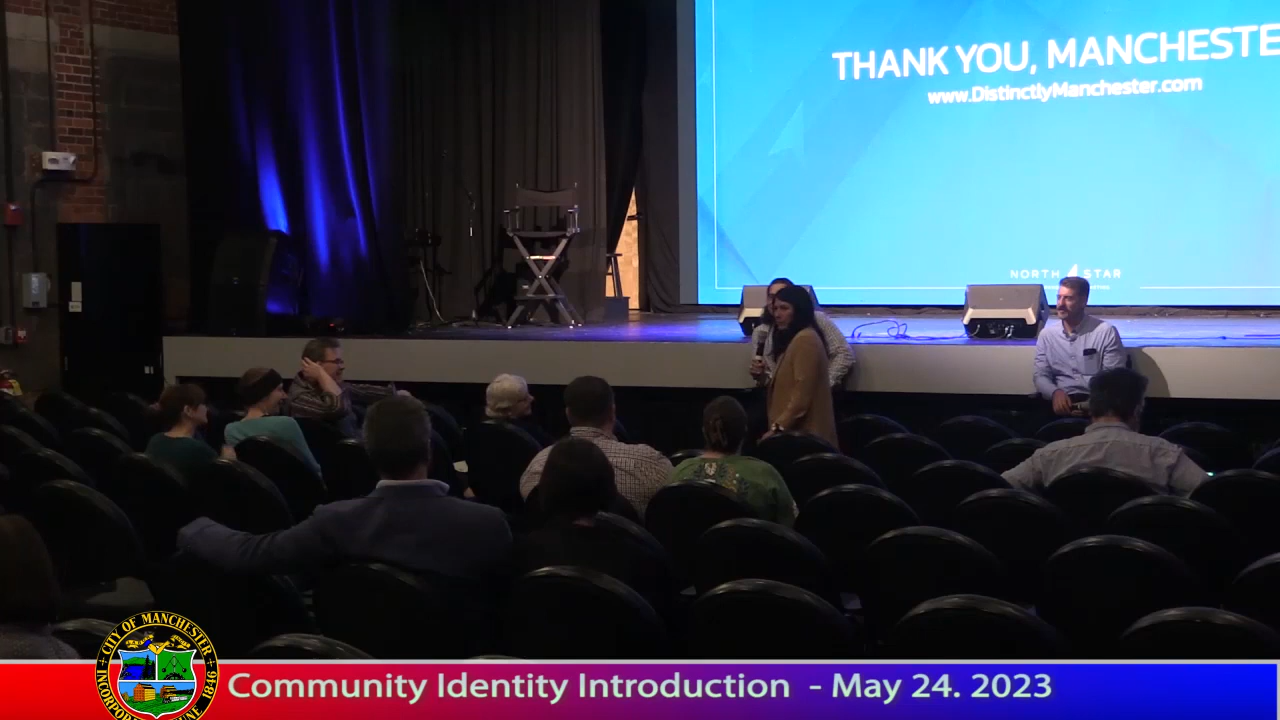 THANK YOU, MANCHESTE
www.DistinctlyManchester.com
NORTH STAR
CITY OF MANCHESTER
INCORPOR
JUNE
1846
Community Identity Introduction - May 24. 2023